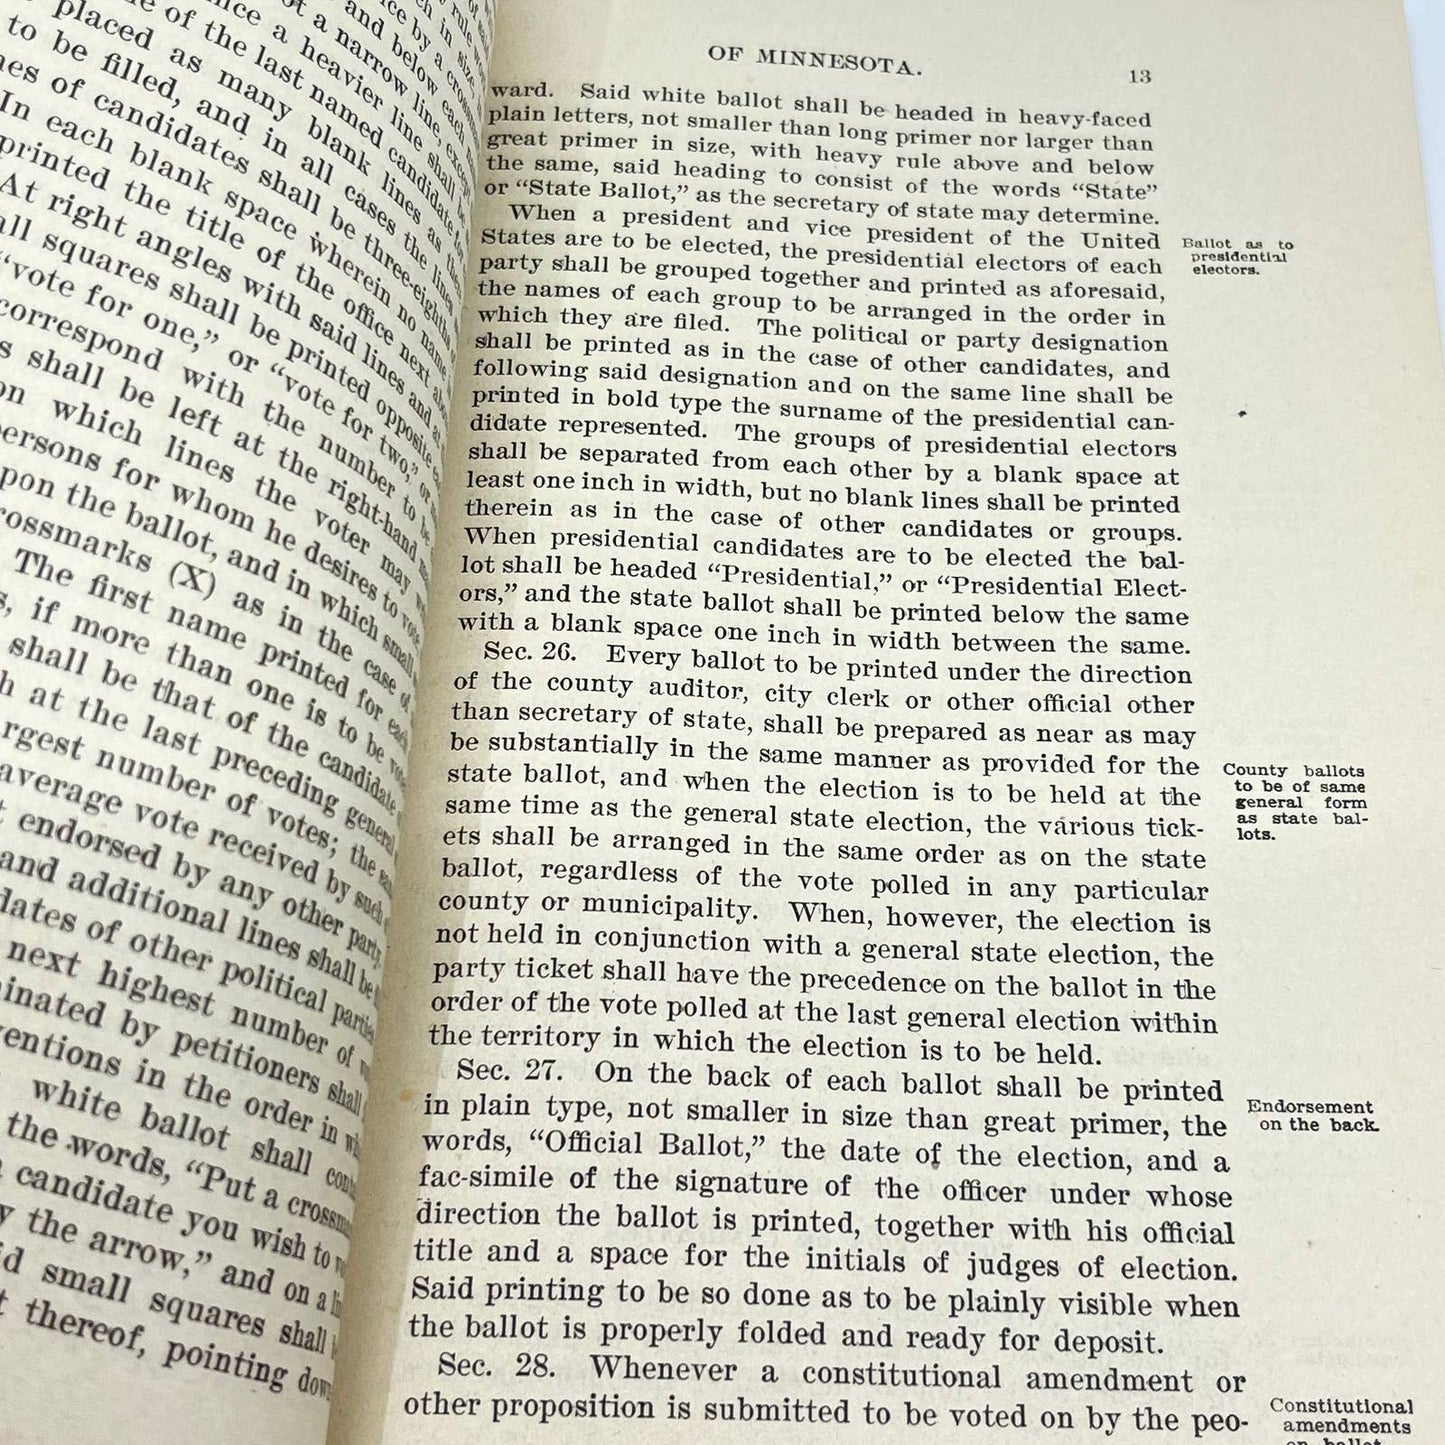 placed as many blank lines as there
to be filled, and in all cases the lines
of candidates shall be three-eighths
In each blank space wherein no name
printed the title of the office next
At right angles with said lines and
all squares shall be printed opposite
"vote for one," or "vote for two," or
correspond with the number to be
shall be left at the right-hand
on which lines the voter may
persons for whom he desires to vote
upon the ballot, and in which small
crossmarks (X) as in the case of
The first name printed for each
if more than one is to be
shall be that of the candidate
at the last preceding general
largest number of votes; the
average vote received by such
endorsed by any other party,
and additional lines shall be
of other political parties
next highest number of
by petitioners shall
in the order in
white ballot shall
the words, "Put a
candidate you wish to
the arrow," and on a
small squares shall
thereof, pointing
OF MINNESOTA.
13
ward. Said white ballot shall be headed in heavy-faced
plain letters, not smaller than long primer nor larger than
great primer in size, with heavy rule above and below
the same, said heading to consist of the words "State"
or "State Ballot," as the secretary of state may determine.
When a president and vice president of the United
States are to be elected, the presidential electors of each
party shall be grouped together and printed as aforesaid,
the names of each group to be arranged in the order in
which they are filed. The political or party designation
shall be printed as in the case of other candidates, and
following said designation and on the same line shall be
printed in bold type the surname of the presidential can-
didate represented. The groups of presidential electors
shall be separated from each other by a blank space at
least one inch in width, but no blank lines shall be printed
therein as in the case of other candidates or groups.
When presidential candidates are to be elected the bal-
lot shall be headed "Presidential," or "Presidential Elect-
ors," and the state ballot shall be printed below the same
with a blank space one inch in width between the same.
Ballot as to
presidential
electors.
Sec. 26. Every ballot to be printed under the direction
of the county auditor, city clerk or other official other
than secretary of state, shall be prepared as near as may
be substantially in the same manner as provided for the
state ballot, and when the election is to be held at the
same time as the general state election, the various tick-
ets shall be arranged in the same order as on the state
ballot, regardless of the vote polled in any particular
county or municipality. When, however, the election is
not held in conjunction with a general state election, the
party ticket shall have the precedence on the ballot in the
order of the vote polled at the last general election within
the territory in which the election is to be held.
County ballots
to be of same
general form
as state bal-
lots.
Sec. 27. On the back of each ballot shall be printed
in plain type, not smaller in size than great primer, the
words, "Official Ballot," the date of the election, and a
fac-simile of the signature of the officer under whose
direction the ballot is printed, together with his official
title and a space for the initials of judges of election.
Said printing to be so done as to be plainly visible when
the ballot is properly folded and ready for deposit.
Endorsement
on the back.
Sec. 28. Whenever a constitutional amendment or
other proposition is submitted to be voted on by the peo-
Constitutional
amendments
on ballot